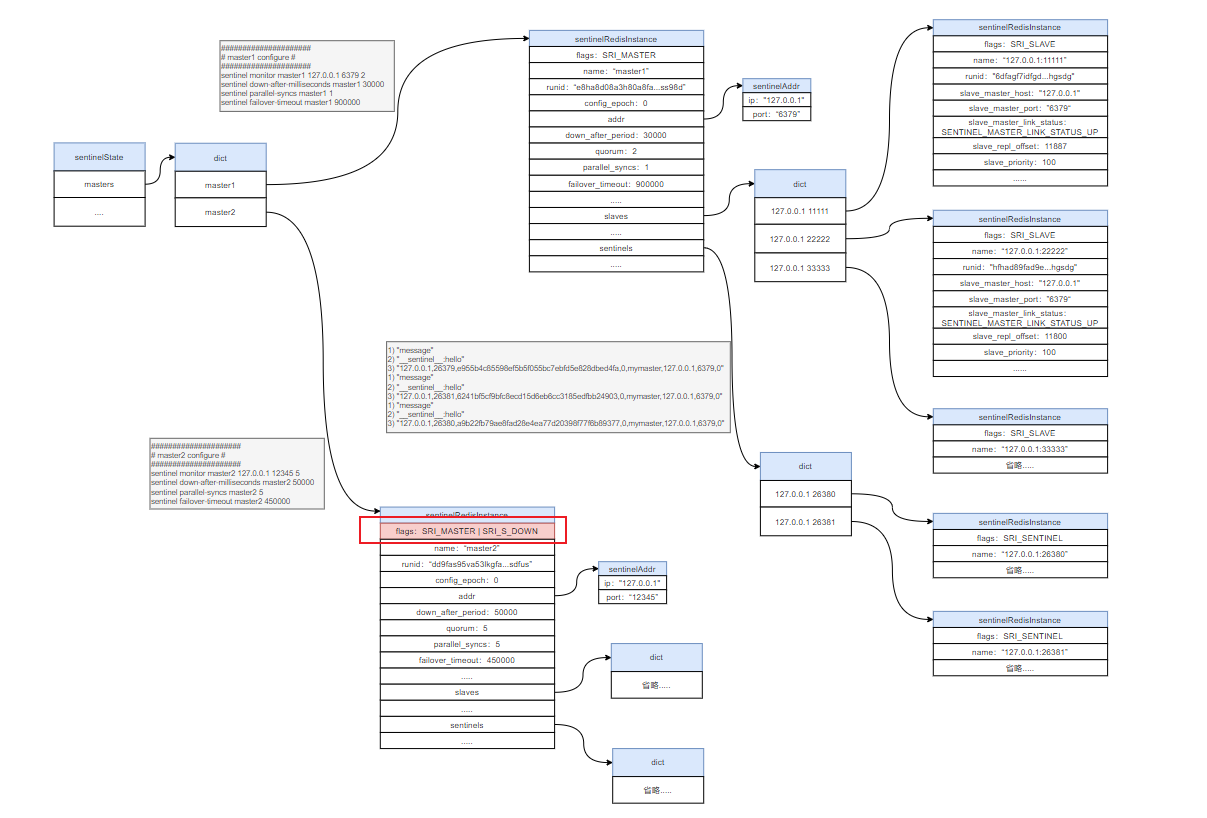 #####################
# master1 configure #
#####################
sentinel monitor master1 127.0.0.1 6379 2
sentinel down-after-milliseconds master1 30000
sentinel parallel-syncs master1 1
sentinel failover-timeout master1 900000
sentinelState
masters
....
dict
master1
master2
sentinelRedisInstance
flags: SRI_MASTER
name: "master1"
runid: "e8ha8d08a3h80a8fa...ss98d"
config_epoch: 0
addr
down_after_period: 30000
quorum: 2
parallel_syncs: 1
failover_timeout: 900000
.....
slaves
.....
sentinels
.....
sentinelAddr
ip: "127.0.0.1"
port: "6379"
dict
127.0.0.1 11111
127.0.0.1 22222
127.0.0.1 33333
sentinelRedisInstance
flags: SRI_SLAVE
name: "127.0.0.1:11111"
runid: "6dfagf7idfgd...hgsdg"
slave_master_host: "127.0.0.1"
slave_master_port: "6379"
slave_master_link_status:
SENTINEL_MASTER_LINK_STATUS_UP
slave_repl_offset: 11887
slave_priority: 100
......
sentinelRedisInstance
flags: SRI_SLAVE
name: "127.0.0.1:22222"
runid: "hfhad89fad9e...hgsdg"
slave_master_host: "127.0.0.1"
slave_master_port: "6379"
slave_master_link_status:
SENTINEL_MASTER_LINK_STATUS_UP
slave_repl_offset: 11800
slave_priority: 100
......
sentinelRedisInstance
flags: SRI_SLAVE
name: "127.0.0.1:33333"
省略.....
1) "message"
2) "__sentinel__:hello"
3) "127.0.0.1,26379,e955b4c85598ef5b5f055bc7ebfd5e828dbed4fa,0,mymaster,127.0.0.1,6379,0"
1) "message"
2) "__sentinel__:hello"
3) "127.0.0.1,26381,6241bf5cf9bfc8ecd15d6eb6cc3185edfbb24903,0,mymaster,127.0.0.1,6379,0"
1) "message"
2) "__sentinel__:hello"
3) "127.0.0.1,26380,a9b22fb79ae8fad28e4ea77d20398f77f6b89377,0,mymaster,127.0.0.1,6379,0"
dict
127.0.0.1 26380
127.0.0.1 26381
sentinelRedisInstance
flags: SRI_SENTINEL
name: "127.0.0.1:26380"
省略.....
sentinelRedisInstance
flags: SRI_SENTINEL
name: "127.0.0.1:26381"
省略.....
#####################
# master2 configure #
#####################
sentinel monitor master2 127.0.0.1 12345 5
sentinel down-after-milliseconds master2 50000
sentinel parallel-syncs master2 5
sentinel failover-timeout master2 450000
sentinelRedisInstance
flags: SRI_MASTER | SRI_S_DOWN
name: "master2"
runid: "dd9fas95va53lkgfa...sdfus"
config_epoch: 0
addr
down_after_period: 50000
quorum: 5
parallel_syncs: 5
failover_timeout: 450000
.....
slaves
.....
sentinels
.....
sentinelAddr
ip: "127.0.0.1"
port: "12345"
dict
省略.....
dict
省略.....